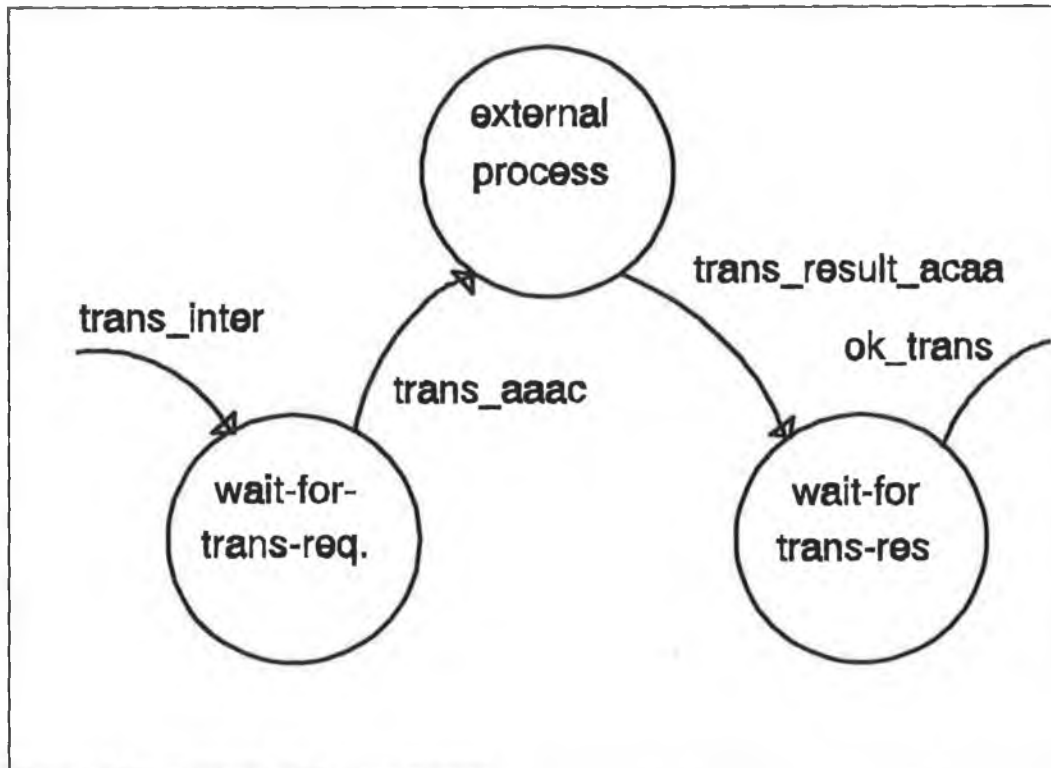 external
process
trans_result_acaa
trans_inter
ok_trans
trans_aaac
wait-for-
trans-req.
wait-for
trans-res